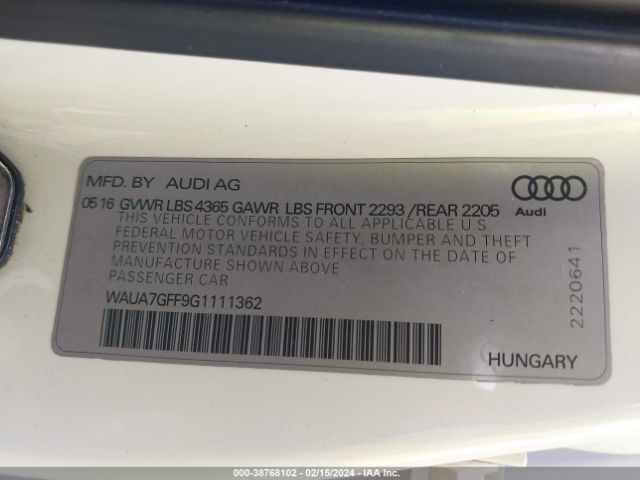 MFD. BY AUDI AG
05 16 GVWR LBS 4365 GAWR LBS FRONT 2293 /REAR 2205
Audi
THIS VEHICLE CONFORMS TO ALL APPLICABLE U.S.
FEDERAL MOTOR VEHICLE SAFETY, BUMPER AND THEFT
PREVENTION STANDARDS IN EFFECT ON THE DATE OF
MANUFACTURE SHOWN ABOVE
PASSENGER CAR
WAUA7GFF9G1111362
2220641
HUNGARY
000-38768102 - 02/15/2024 - IAA Inc.